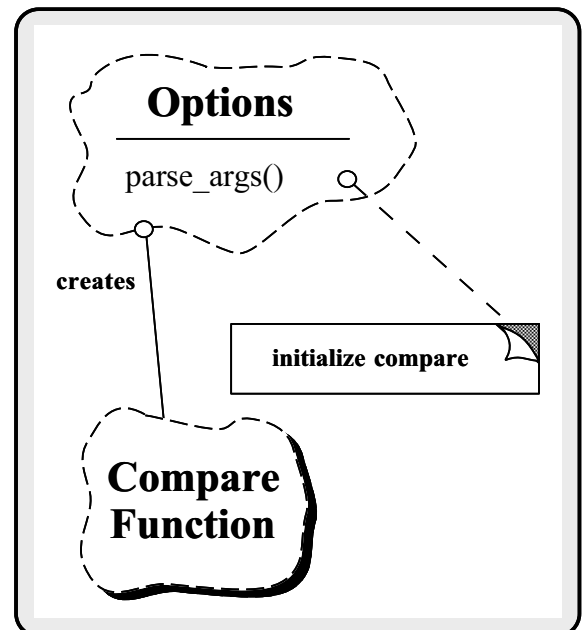 Options
parse_args()
creates
initialize compare
Compare
Function